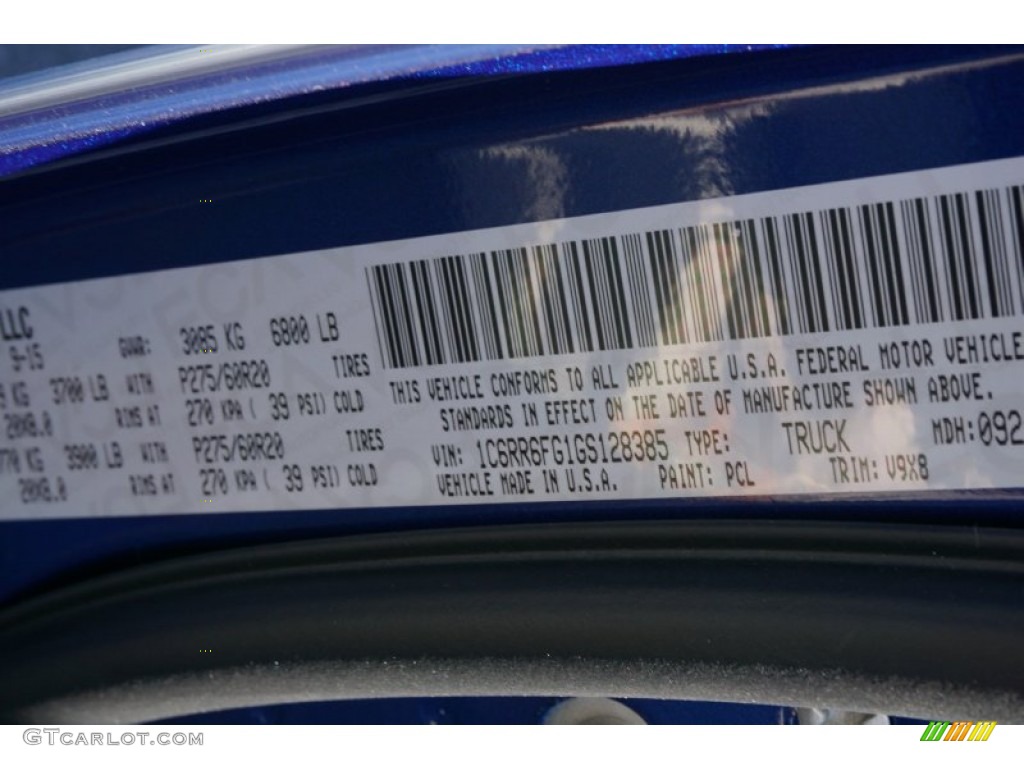 LLC
9-15 GVWR: 3085 KG 6800 LB
KG 3700 LB WITH P275/60R20 TIRES
20X8.0 RIMS AT 270 KPA ( 39 PSI) COLD
KG 3900 LB WITH P275/60R20 TIRES
20X8.0 RIMS AT 270 KPA ( 39 PSI) COLD
THIS VEHICLE CONFORMS TO ALL APPLICABLE U.S.A. FEDERAL MOTOR VEHICLE
STANDARDS IN EFFECT ON THE DATE OF MANUFACTURE SHOWN ABOVE.
VIN: 1C6RR6FG1GS128385 TYPE: TRUCK MDH: 092
VEHICLE MADE IN U.S.A. PAINT: PCL TRIM: V9X8
GTCARLOT.COM